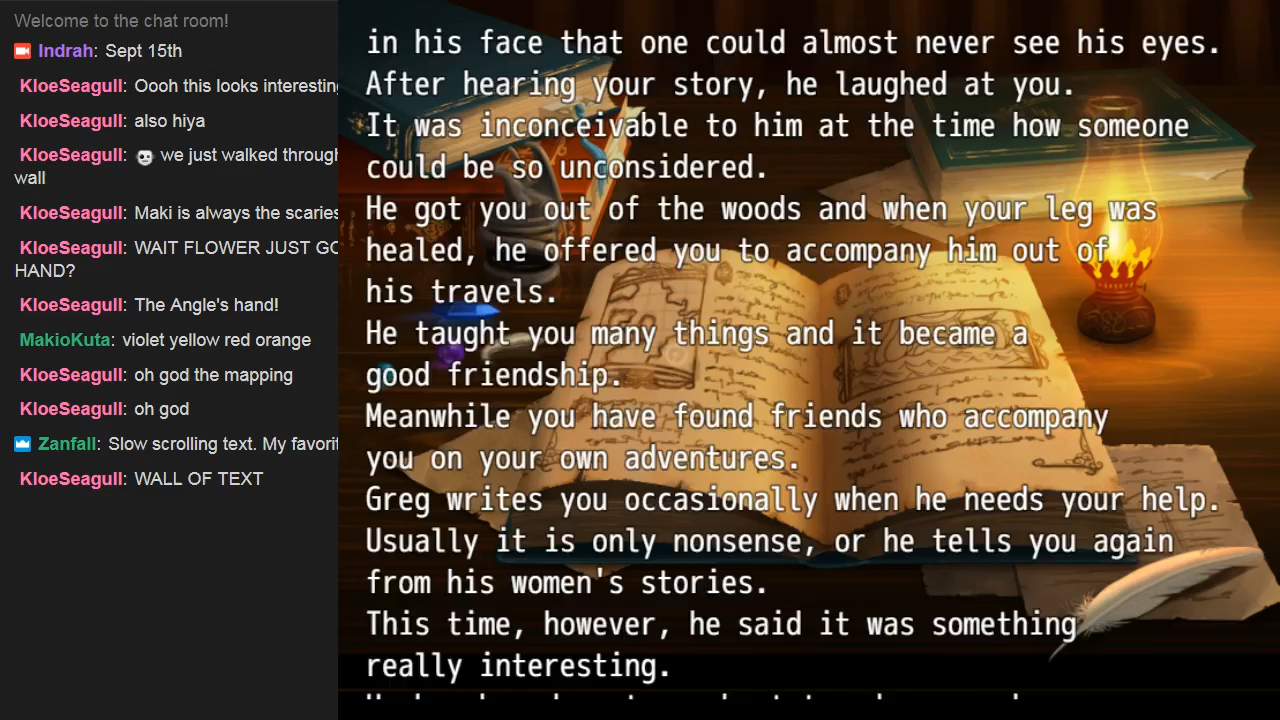 Welcome to the chat room!
Indrah: Sept 15th
KloeSeagull: Oooh this looks interesting
KloeSeagull: also hiya
KloeSeagull: 💀 we just walked through
wall
KloeSeagull: Maki is always the scaries
KloeSeagull: WAIT FLOWER JUST GO
HAND?
KloeSeagull: The Angle's hand!
MakioKuta: violet yellow red orange
KloeSeagull: oh god the mapping
KloeSeagull: oh god
Zanfall: Slow scrolling text. My favorit
KloeSeagull: WALL OF TEXT
in his face that one could almost never see his eyes.
After hearing your story, he laughed at you.
It was inconceivable to him at the time how someone
could be so unconsidered.
He got you out of the woods and when your leg was
healed, he offered you to accompany him out of
his travels.
He taught you many things and it became a
good friendship.
Meanwhile you have found friends who accompany
you on your own adventures.
Greg writes you occasionally when he needs your help.
Usually it is only nonsense, or he tells you again
from his women's stories.
This time, however, he said it was something
really interesting.